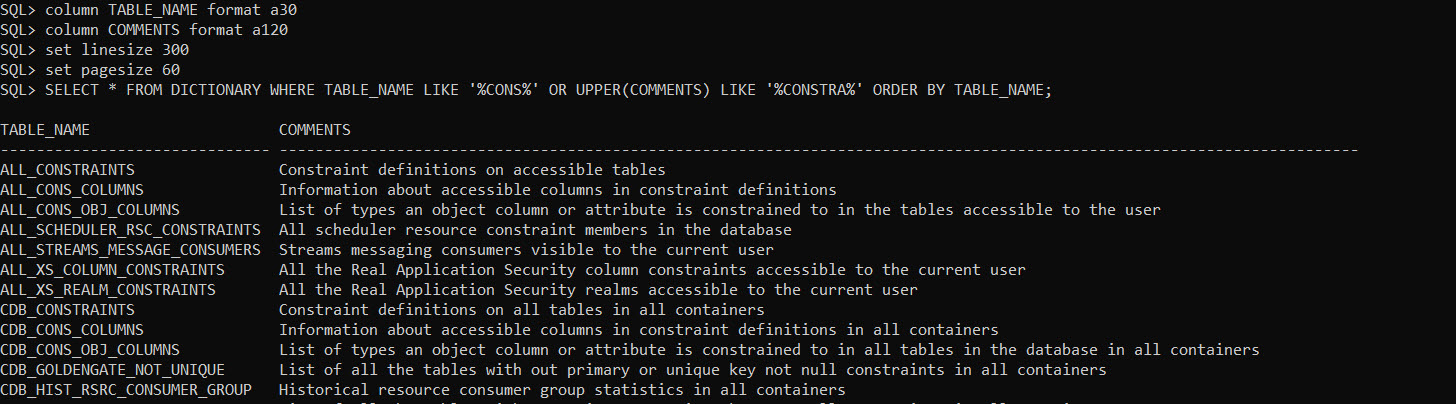 SQL> column TABLE_NAME format a30
SQL> column COMMENTS format a120
SQL> set linesize 300
SQL> set pagesize 60
SQL> SELECT * FROM DICTIONARY WHERE TABLE_NAME LIKE '%CONS%' OR UPPER(COMMENTS) LIKE '%CONSTRA%' ORDER BY TABLE_NAME;
TABLE_NAME                     COMMENTS
------------------------------ ------------------------------------------------------------------------------------------------------------------------
ALL_CONSTRAINTS                Constraint definitions on accessible tables
ALL_CONS_COLUMNS               Information about accessible columns in constraint definitions
ALL_CONS_OBJ_COLUMNS           List of types an object column or attribute is constrained to in the tables accessible to the user
ALL_SCHEDULER_RSC_CONSTRAINTS  All scheduler resource constraint members in the database
ALL_STREAMS_MESSAGE_CONSUMERS  Streams messaging consumers visible to the current user
ALL_XS_COLUMN_CONSTRAINTS      All the Real Application Security column constraints accessible to the current user
ALL_XS_REALM_CONSTRAINTS       All the Real Application Security realms accessible to the current user
CDB_CONSTRAINTS                Constraint definitions on all tables in all containers
CDB_CONS_COLUMNS               Information about accessible columns in constraint definitions in all containers
CDB_CONS_OBJ_COLUMNS           List of types an object column or attribute is constrained to in all tables in the database in all containers
CDB_GOLDENGATE_NOT_UNIQUE      List of all the tables with out primary or unique key not null constraints in all containers
CDB_HIST_RSRC_CONSUMER_GROUP   Historical resource consumer group statistics in all containers